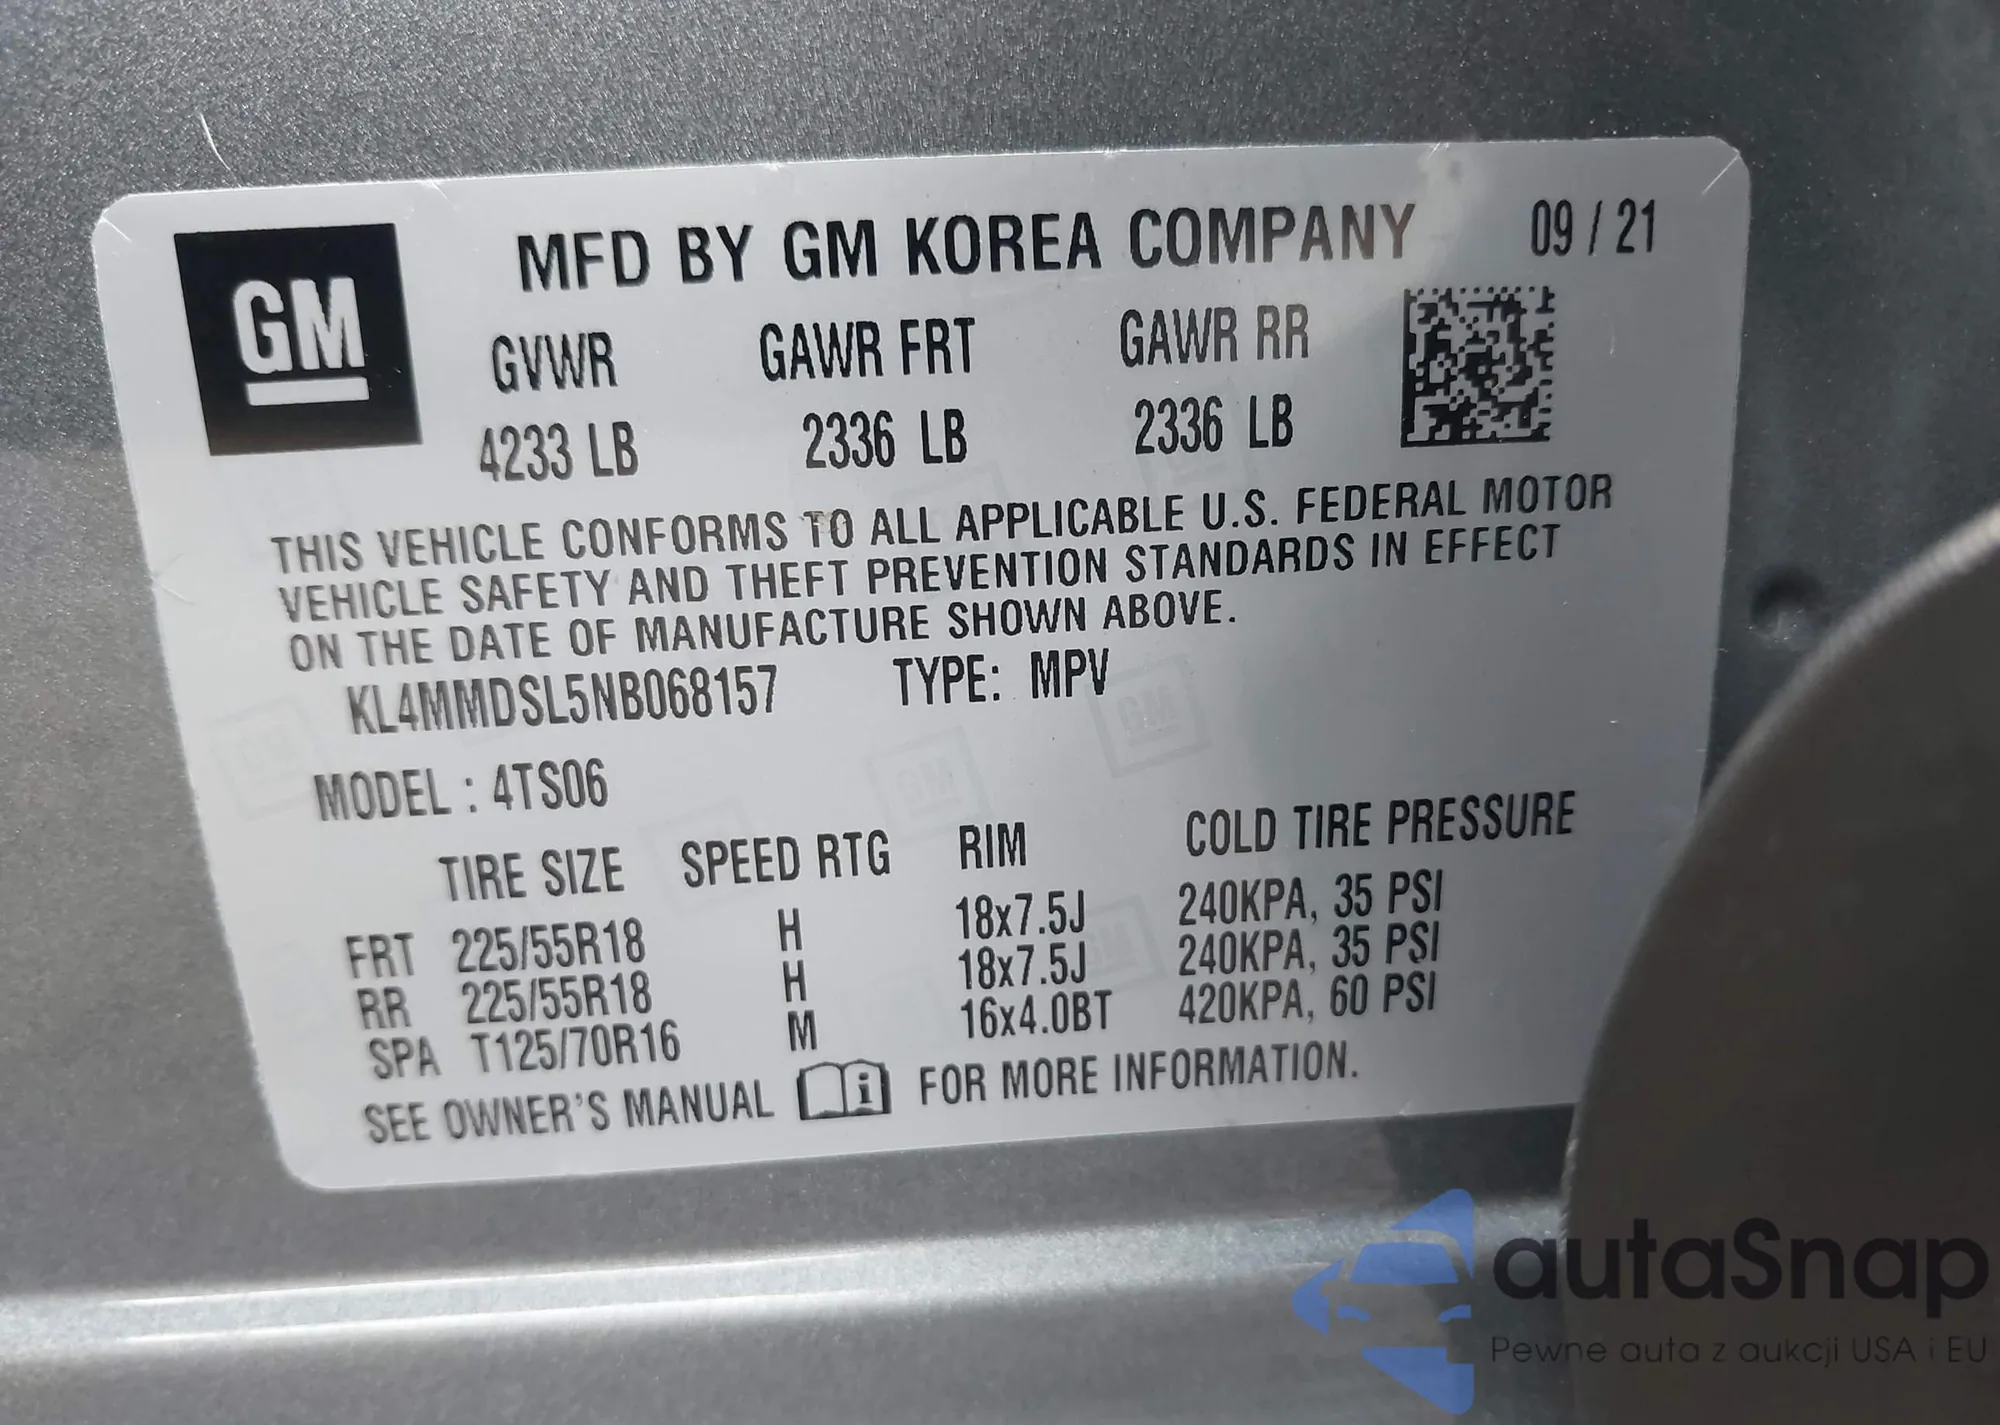 GM
MFD BY GM KOREA COMPANY 09 / 21
GVWR GAWR FRT GAWR RR
4233 LB 2336 LB 2336 LB
THIS VEHICLE CONFORMS TO ALL APPLICABLE U.S. FEDERAL MOTOR
VEHICLE SAFETY AND THEFT PREVENTION STANDARDS IN EFFECT
ON THE DATE OF MANUFACTURE SHOWN ABOVE.
KL4MMDSL5NB068157 TYPE: MPV
MODEL : 4TS06
TIRE SIZE SPEED RTG RIM COLD TIRE PRESSURE
FRT 225/55R18 H 18x7.5J 240KPA, 35 PSI
RR 225/55R18 H 18x7.5J 240KPA, 35 PSI
SPA T125/70R16 M 16x4.0BT 420KPA, 60 PSI
SEE OWNER'S MANUAL i FOR MORE INFORMATION.
autaSnap
Pewne auta z aukcji USA i EU